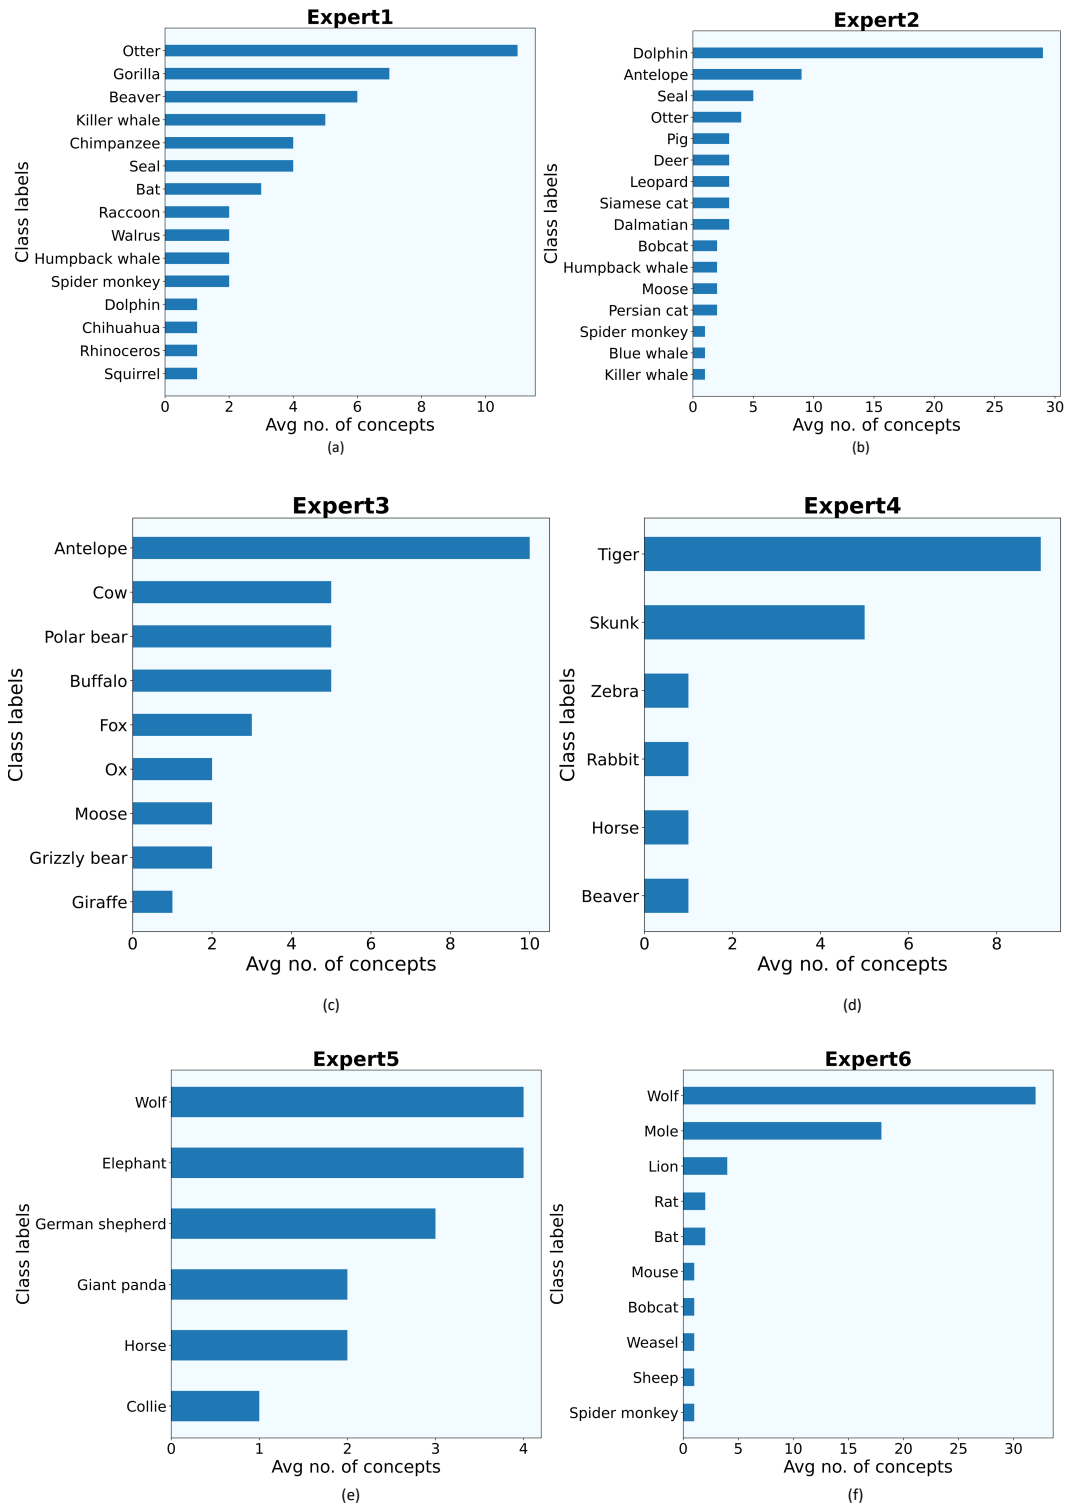 Expert1
Class labels
Otter
Gorilla
Beaver
Killer whale
Chimpanzee
Seal
Bat
Raccoon
Walrus
Humpback whale
Spider monkey
Dolphin
Chihuahua
Rhinoceros
Squirrel
0 2 4 6 8 10
Avg no. of concepts
(a)
Expert2
Class labels
Dolphin
Antelope
Seal
Otter
Pig
Deer
Leopard
Siamese cat
Dalmatian
Bobcat
Humpback whale
Moose
Persian cat
Spider monkey
Blue whale
Killer whale
0 5 10 15 20 25 30
Avg no. of concepts
(b)
Expert3
Class labels
Antelope
Cow
Polar bear
Buffalo
Fox
Ox
Moose
Grizzly bear
Giraffe
0 2 4 6 8 10
Avg no. of concepts
(c)
Expert4
Class labels
Tiger
Skunk
Zebra
Rabbit
Horse
Beaver
0 2 4 6 8
Avg no. of concepts
(d)
Expert5
Class labels
Wolf
Elephant
German shepherd
Giant panda
Horse
Collie
0 1 2 3 4
Avg no. of concepts
(e)
Expert6
Class labels
Wolf
Mole
Lion
Rat
Bat
Mouse
Bobcat
Weasel
Sheep
Spider monkey
0 5 10 15 20 25 30
Avg no. of concepts
(f)